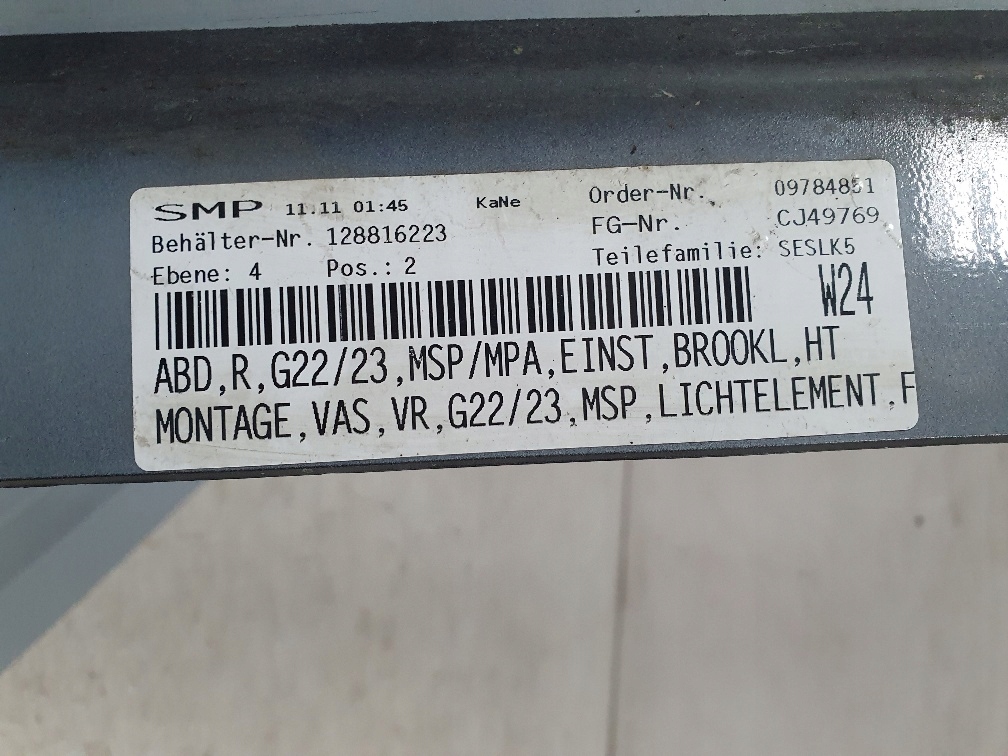 SMP 11.11 01:45 KaNe Order-Nr. 09784851
Behälter-Nr. 128816223 FG-Nr. CJ49769
Ebene: 4 Pos.: 2 Teilefamilie: SESLK5
W24
ABD,R,G22/23,MSP/MPA,EINST,BROOKL,HT
MONTAGE,VAS,VR,G22/23,MSP,LICHTELEMENT,F